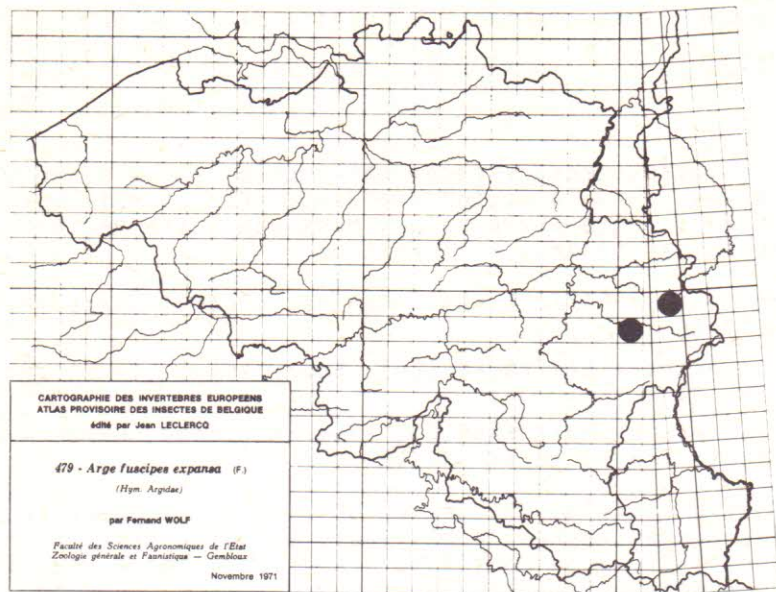 CARTOGRAPHIE DES INVERTEBRES EUROPEENS
ATLAS PROVISOIRE DES INSECTES DE BELGIQUE
édité par Jean LECLERCQ
479 - Arge fuscipes expansa (F.)
(Hym. Argidae)
par Fernand WOLF
Faculté des Sciences Agronomiques de l'Etat
Zoologie générale et Faunistique — Gembloux
Novembre 1971